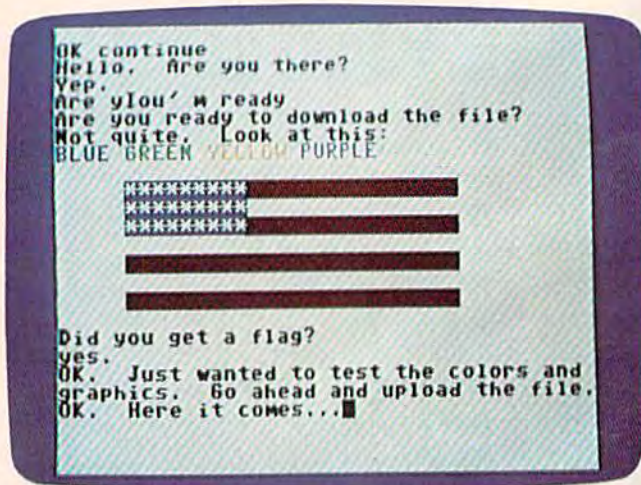 OK continue
Hello. Are you there?
Yep.
Are ylou' m ready
Are you ready to download the file?
Not quite. Look at this:
BLUE GREEN YELLOW PURPLE
*********
*********
*********
Did you get a flag?
yes.
OK. Just wanted to test the colors and
graphics. Go ahead and upload the file.
OK. Here it comes...